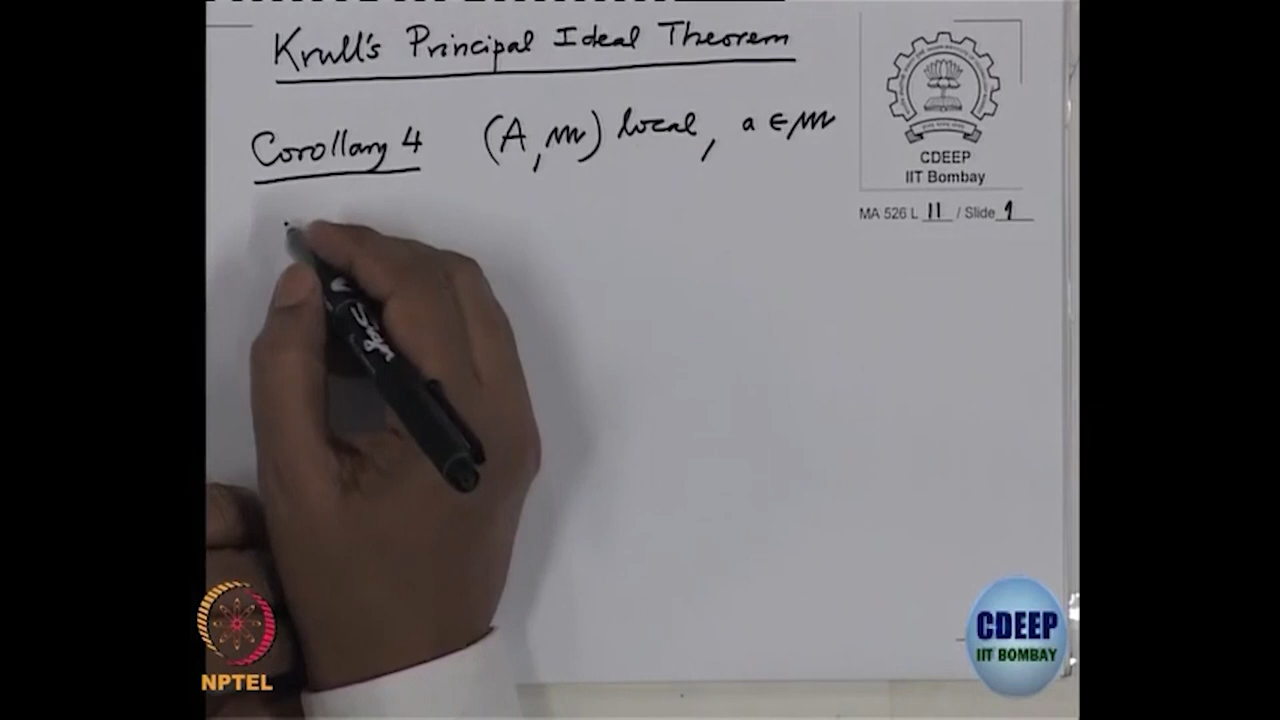 Krull's Principal Ideal Theorem
Corollary 4 (A, m) local, a ∈ m
CDEEP
IIT Bombay
MA 526 L 11 / Slide 1
NPTEL
CDEEP
IIT BOMBAY